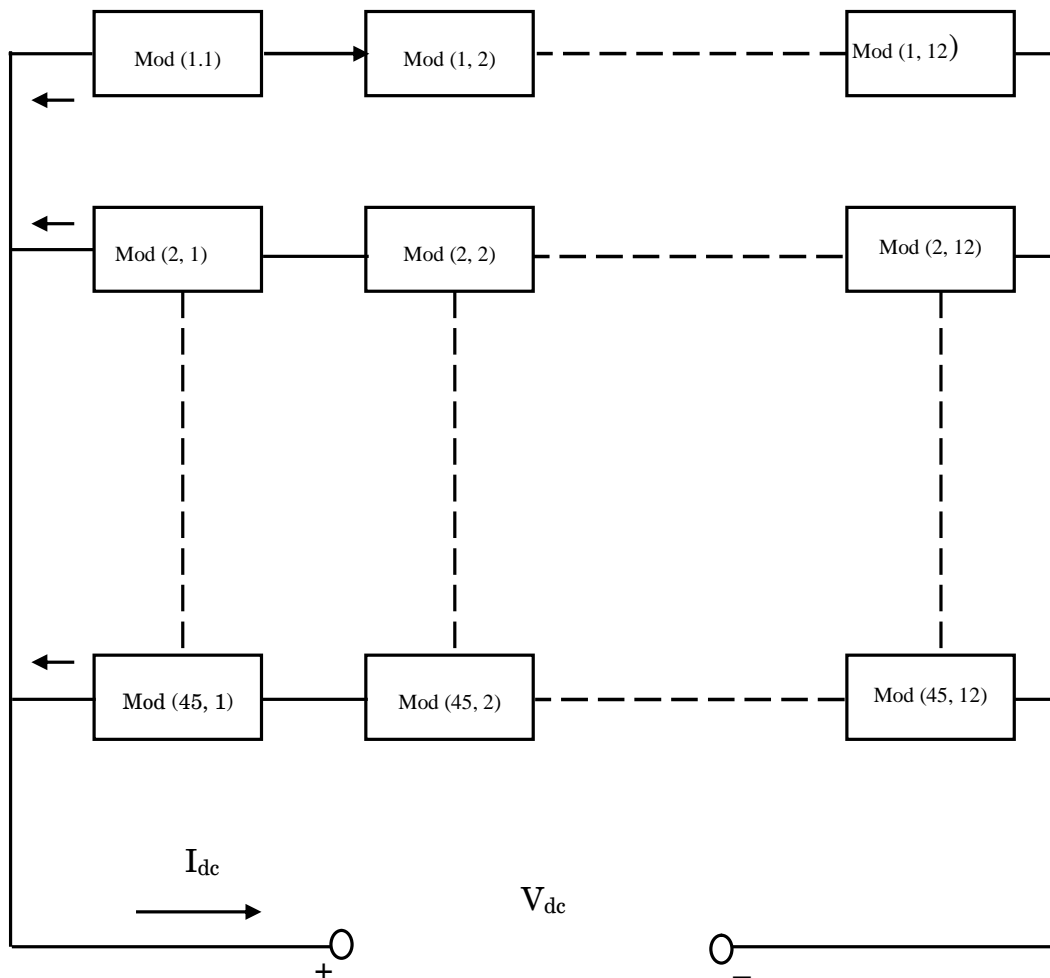 Mod (1.1)
Mod (1, 2)
Mod (1, 12)
Mod (2, 1)
Mod (2, 2)
Mod (2, 12)
Mod (45, 1)
Mod (45, 2)
Mod (45, 12)
Idc
Vdc
+
−